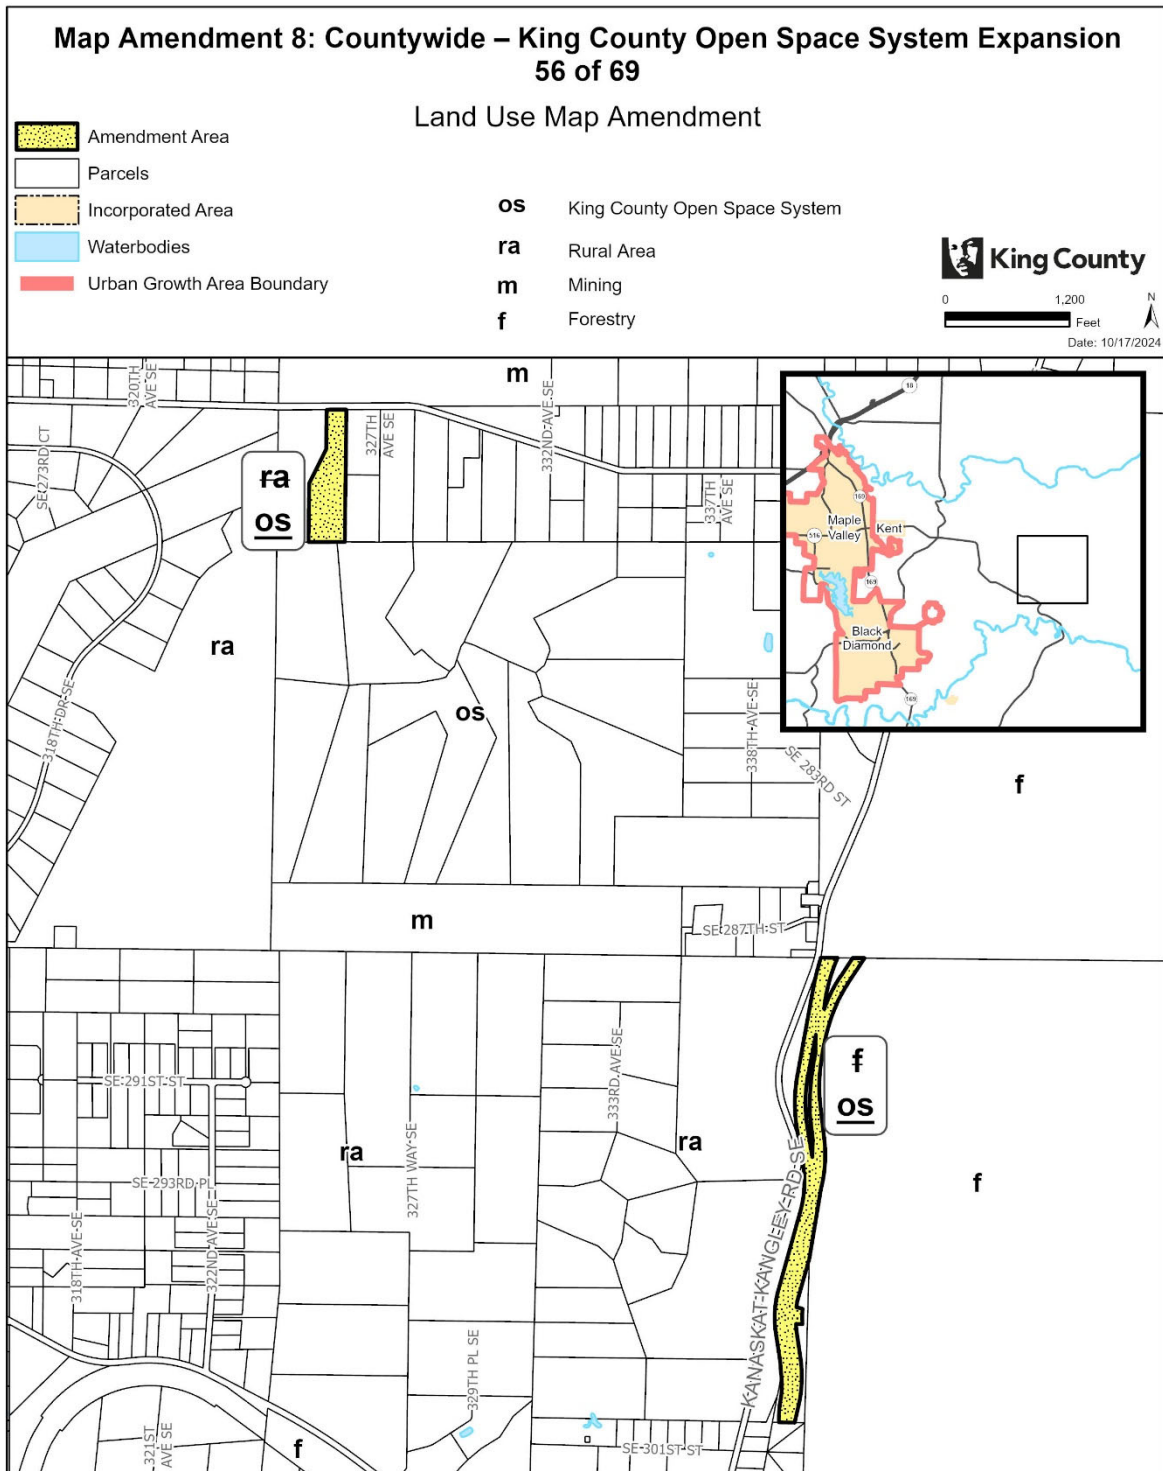 Map Amendment 8: Countywide – King County Open Space System Expansion
56 of 69
Land Use Map Amendment
Amendment Area
Parcels
Incorporated Area
Waterbodies
Urban Growth Area Boundary
os King County Open Space System
ra Rural Area
m Mining
f Forestry
King County
0 1,200
Feet
N
Date: 10/17/2024
320TH
AVE SE
m
SE 273RD CT
327TH
AVE SE
332ND AVE SE
337TH
AVE SE
ra
os
18
169
Maple
Valley
Kent
516
169
Black
Diamond
169
ra
os
318TH DR SE
338TH AVE SE
SE 283RD ST
f
m
SE 287TH ST
f
os
SE 291ST ST
333RD AVE SE
ra
327TH WAY SE
ra
SE 293RD PL
318TH AVE SE
322ND AVE SE
KANASKAT-KANGLEY RD SE
f
329TH PL SE
321ST
AVE SE
f
SE 301ST ST